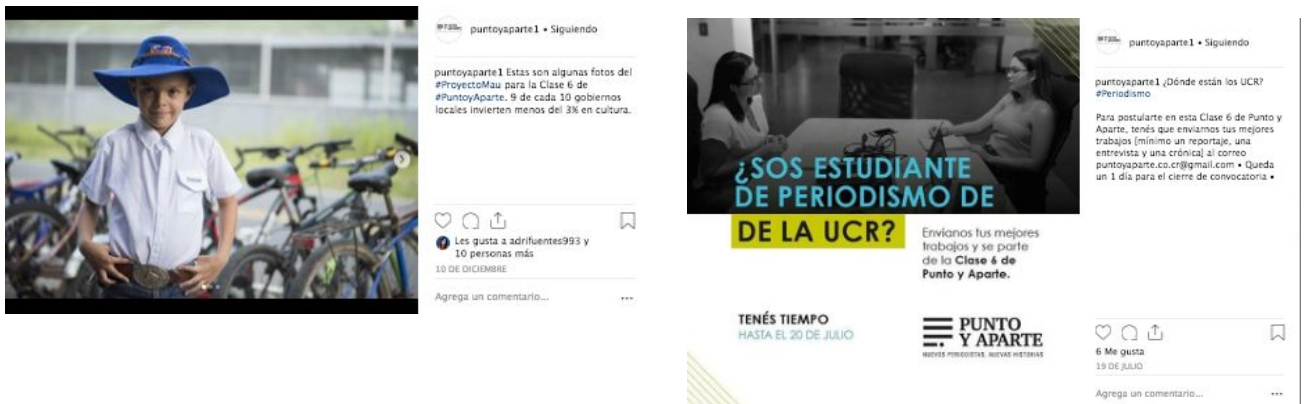 puntoyaparte1 • Siguiendo
puntoyaparte1 Estas son algunas fotos del
#ProyectoMau para la Clase 6 de
#PuntoyAparte. 9 de cada 10 gobiernos
locales invierten menos del 3% en cultura.
Les gusta a adrifuentes993 y
10 personas más
10 DE DICIEMBRE
Agrega un comentario...
¿SOS ESTUDIANTE
DE PERIODISMO DE
DE LA UCR?
Envianos tus mejores
trabajos y se parte
de la Clase 6 de
Punto y Aparte.
TENÉS TIEMPO
HASTA EL 20 DE JULIO
PUNTO
Y APARTE
NUEVOS PERIODISTAS, NUEVAS HISTORIAS
puntoyaparte1 • Siguiendo
puntoyaparte1 ¿Dónde están los UCR?
#Periodismo
Para postularte en esta Clase 6 de Punto y
Aparte, tenés que enviarnos tus mejores
trabajos [mínimo un reportaje, una
entrevista y una crónica] al correo
puntoyaparte.co.cr@gmail.com • Queda
un 1 día para el cierre de convocatoria •
6 Me gusta
19 DE JULIO
Agrega un comentario...